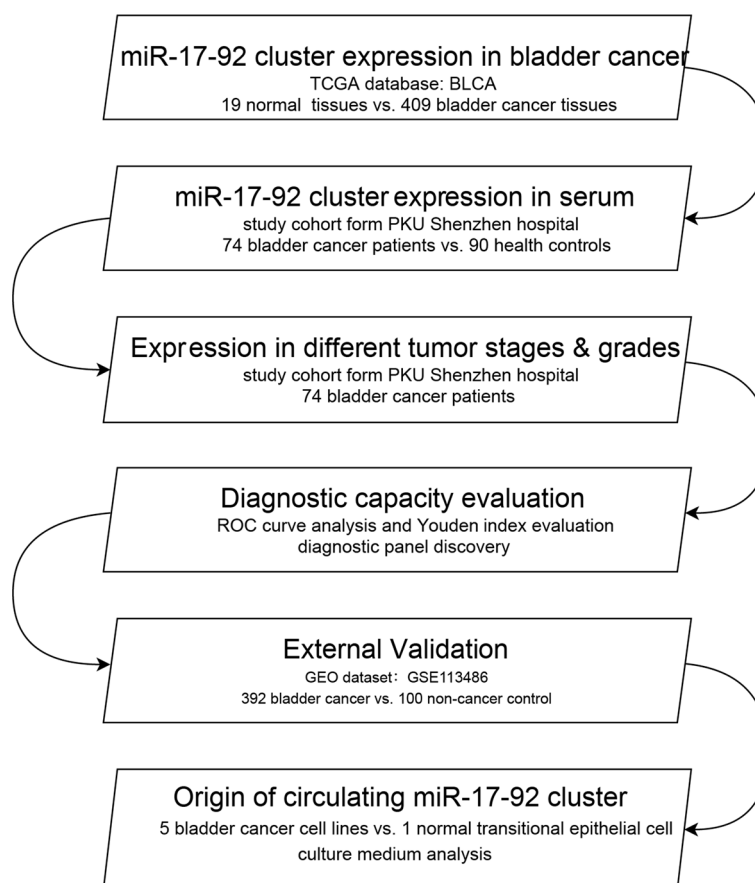 miR-17-92 cluster expression in bladder cancer
TCGA database: BLCA
19 normal tissues vs. 409 bladder cancer tissues
miR-17-92 cluster expression in serum
study cohort form PKU Shenzhen hospital
74 bladder cancer patients vs. 90 health controls
Expression in different tumor stages & grades
study cohort form PKU Shenzhen hospital
74 bladder cancer patients
Diagnostic capacity evaluation
ROC curve analysis and Youden index evaluation
diagnostic panel discovery
External Validation
GEO dataset：GSE113486
392 bladder cancer vs. 100 non-cancer control
Origin of circulating miR-17-92 cluster
5 bladder cancer cell lines vs. 1 normal transitional epithelial cell
culture medium analysis